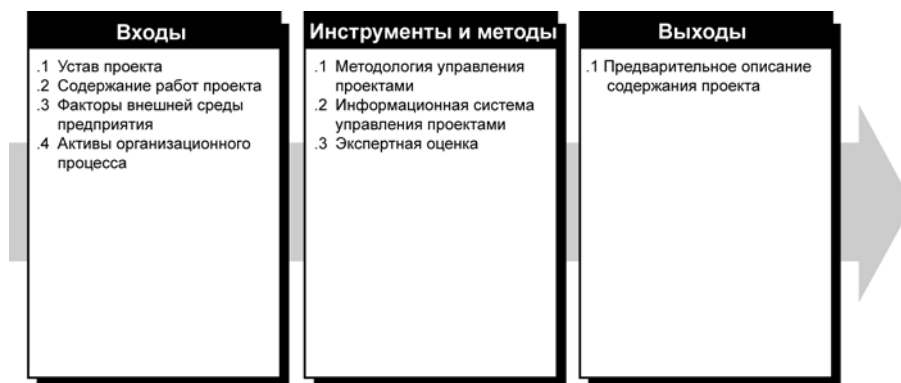 Входы
.1 Устав проекта
.2 Содержание работ проекта
.3 Факторы внешней среды
предприятия
.4 Активы организационного
процесса
Инструменты и методы
.1 Методология управления
проектами
.2 Информационная система
управления проектами
.3 Экспертная оценка
Выходы
.1 Предварительное описание
содержания проекта